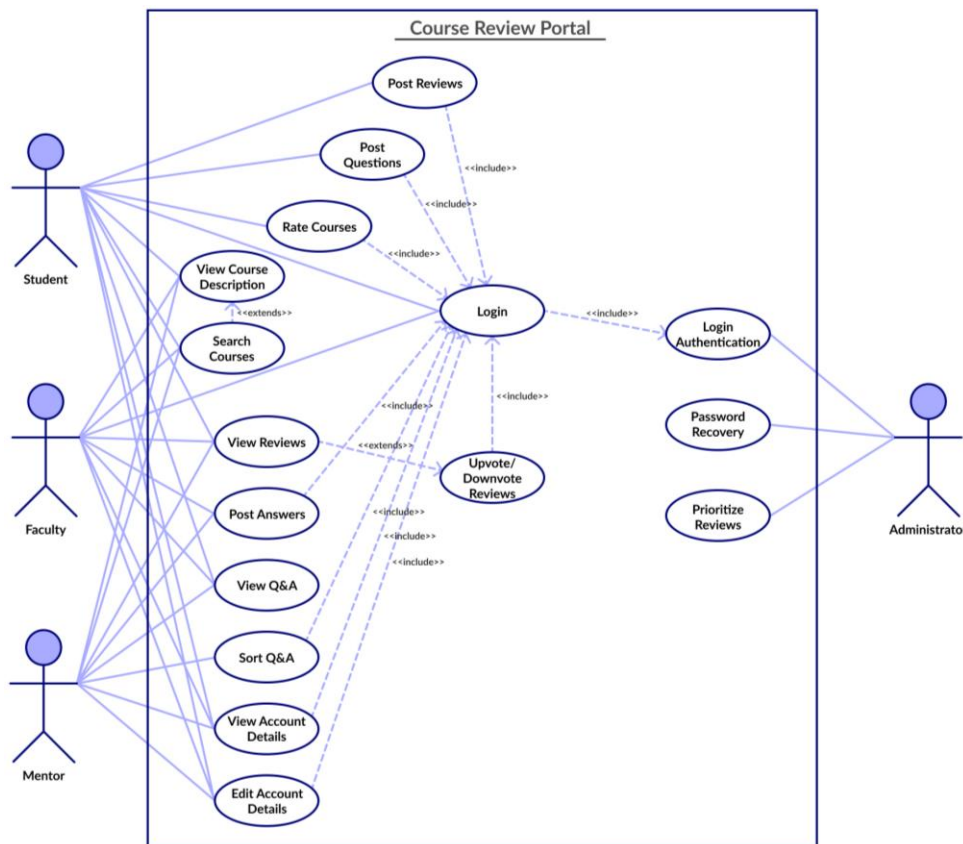 Course Review Portal
Post Reviews
Post
Questions
<<include>>
<<include>>
Rate Courses
<<include>>
Student
View Course
Description
<<extends>>
Login
<<include>>
Search
Courses
Login
Authentication
<<include>>
<<include>>
Password
Recovery
View Reviews
<<extends>>
Upvote/
Downvote
Reviews
Post Answers
<<include>>
Prioritize
Reviews
Faculty
Administrato
<<include>>
<<include>>
View Q&A
Sort Q&A
View Account
Details
Mentor
Edit Account
Details